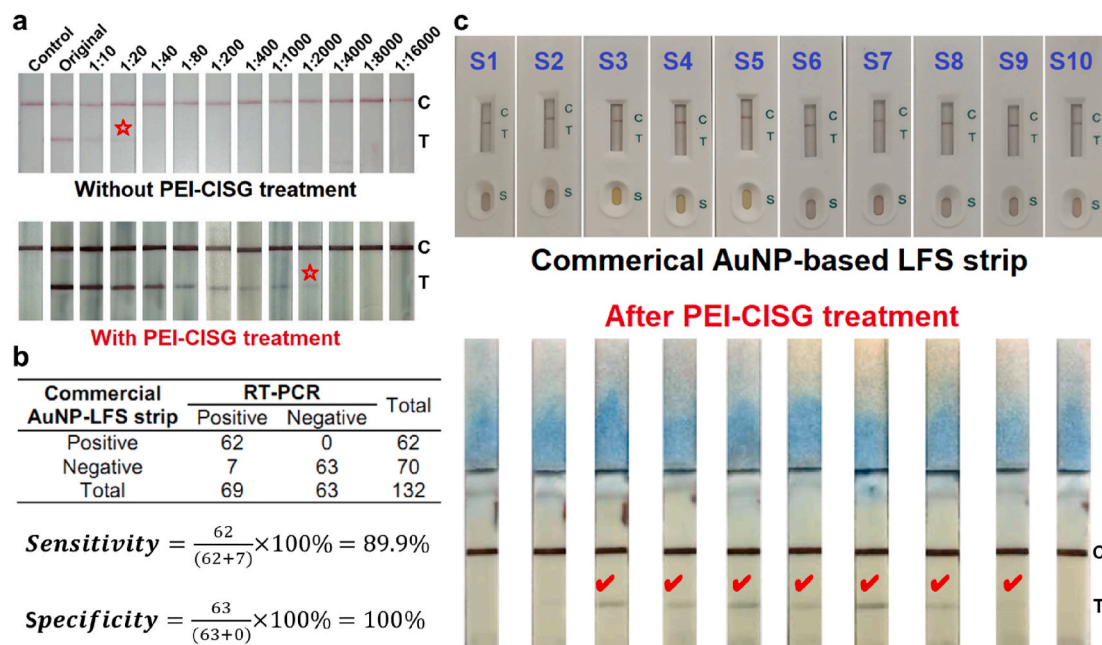 a
Control Original 1:10 1:20 1:40 1:80 1:200 1:400 1:1000 1:2000 1:4000 1:8000 1:16000
C
T
Without PEI-CISG treatment
C
T
With PEI-CISG treatment
b
Commercial AuNP-LFS strip RT-PCR Total
Positive Negative
Positive 62 0 62
Negative 7 63 70
Total 69 63 132
Sensitivity = 62/(62+7) ×100% = 89.9%
Specificity = 63/(63+0) ×100% = 100%
c
S1 S2 S3 S4 S5 S6 S7 S8 S9 S10
C C C C C C C C C C
T T T T T T T T T T
S S S S S S S S S S
Commerical AuNP-based LFS strip
After PEI-CISG treatment
C
T